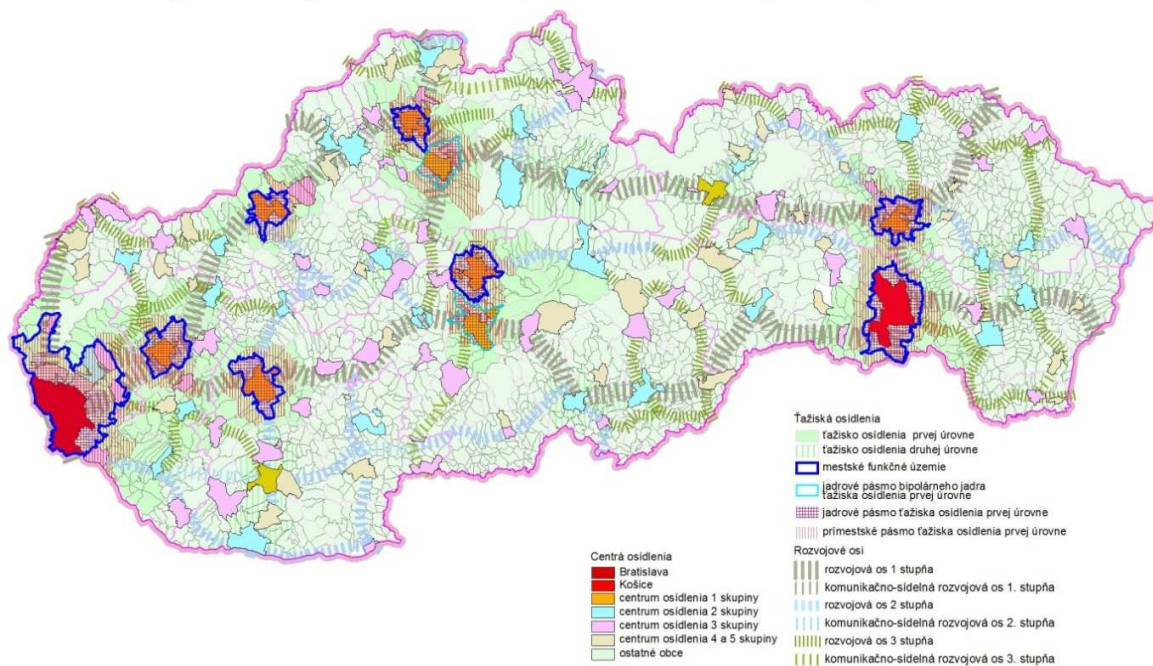 Ťažiská osídlenia
ťažisko osídlenia prvej úrovne
ťažisko osídlenia druhej úrovne
mestské funkčné územie
jadrové pásmo bipolárneho jadra
ťažiska osídlenia prvej úrovne
jadrové pásmo ťažiska osídlenia prvej úrovne
prímestské pásmo ťažiska osídlenia prvej úrovne
Centrá osídlenia
Bratislava
Košice
centrum osídlenia 1 skupiny
centrum osídlenia 2 skupiny
centrum osídlenia 3 skupiny
centrum osídlenia 4 a 5 skupiny
ostatné obce
Rozvojové osi
rozvojová os 1 stupňa
komunikačno-sídelná rozvojová os 1. stupňa
rozvojová os 2 stupňa
komunikačno-sídelná rozvojová os 2. stupňa
rozvojová os 3 stupňa
komunikačno-sídelná rozvojová os 3. stupňa